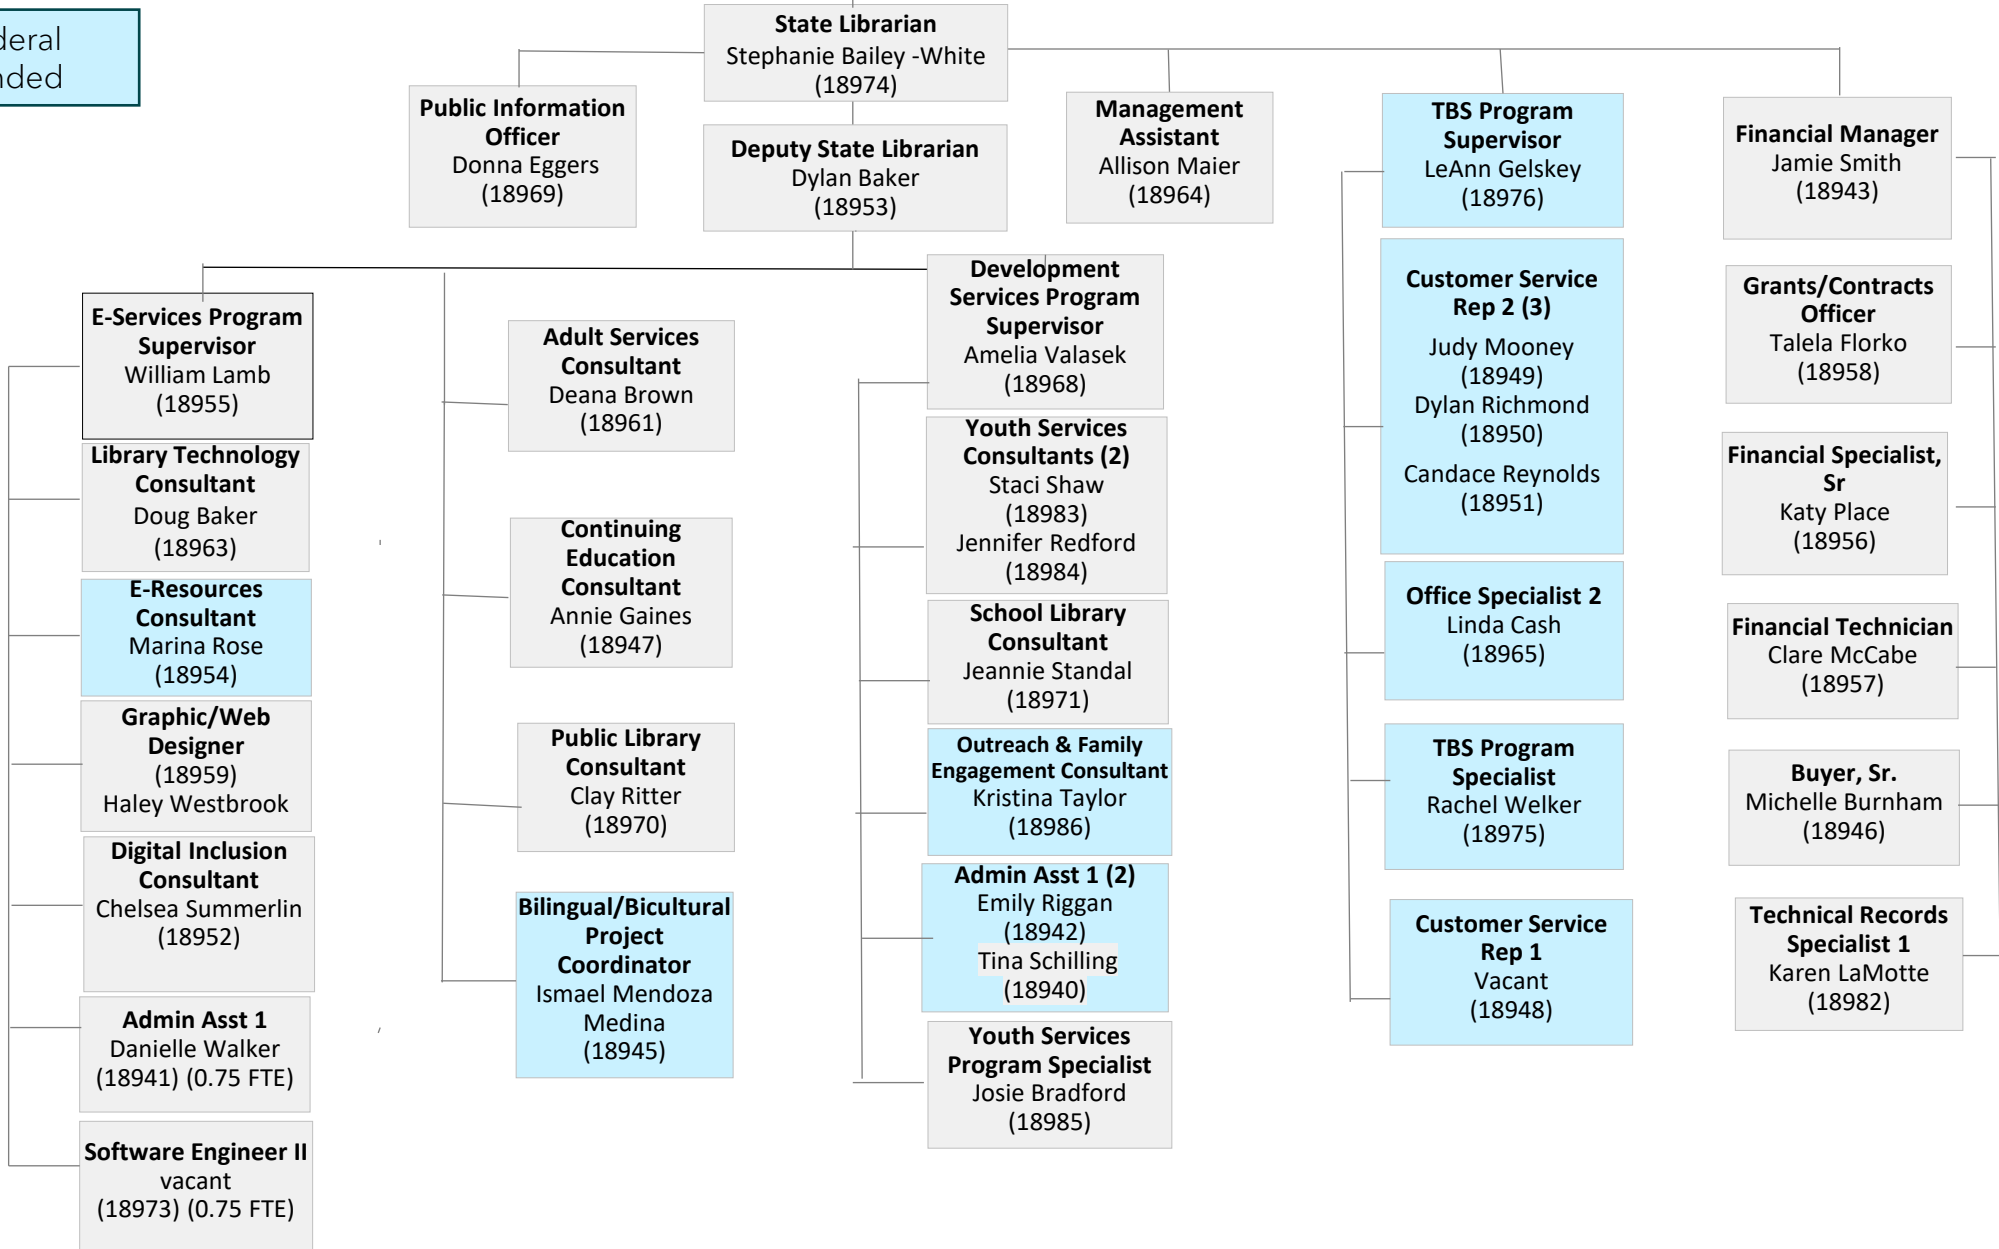 State Librarian
Stephanie Bailey -White
(18974)
Public Information
Officer
Donna Eggers
(18969)
Deputy State Librarian
Dylan Baker
(18953)
Management
Assistant
Allison Maier
(18964)
TBS Program
Supervisor
LeAnn Gelskey
(18976)
Financial Manager
Jamie Smith
(18943)
E-Services Program
Supervisor
William Lamb
(18955)
Library Technology
Consultant
Doug Baker
(18963)
E-Resources
Consultant
Marina Rose
(18954)
Graphic/Web
Designer
(18959)
Haley Westbrook
Digital Inclusion
Consultant
Chelsea Summerlin
(18952)
Admin Asst 1
Danielle Walker
(18941) (0.75 FTE)
Software Engineer II
vacant
(18973) (0.75 FTE)
Adult Services
Consultant
Deana Brown
(18961)
Continuing
Education
Consultant
Annie Gaines
(18947)
Public Library
Consultant
Clay Ritter
(18970)
Bilingual/Bicultural
Project
Coordinator
Ismael Mendoza
Medina
(18945)
Development
Services Program
Supervisor
Amelia Valasek
(18968)
Youth Services
Consultants (2)
Staci Shaw
(18983)
Jennifer Redford
(18984)
School Library
Consultant
Jeannie Standal
(18971)
Outreach & Family
Engagement Consultant
Kristina Taylor
(18986)
Admin Asst 1 (2)
Emily Riggan
(18942)
Tina Schilling
(18940)
Youth Services
Program Specialist
Josie Bradford
(18985)
Customer Service
Rep 2 (3)
Judy Mooney
(18949)
Dylan Richmond
(18950)
Candace Reynolds
(18951)
Office Specialist 2
Linda Cash
(18965)
TBS Program
Specialist
Rachel Welker
(18975)
Customer Service
Rep 1
Vacant
(18948)
Grants/Contracts
Officer
Talela Florko
(18958)
Financial Specialist,
Sr
Katy Place
(18956)
Financial Technician
Clare McCabe
(18957)
Buyer, Sr.
Michelle Burnham
(18946)
Technical Records
Specialist 1
Karen LaMotte
(18982)